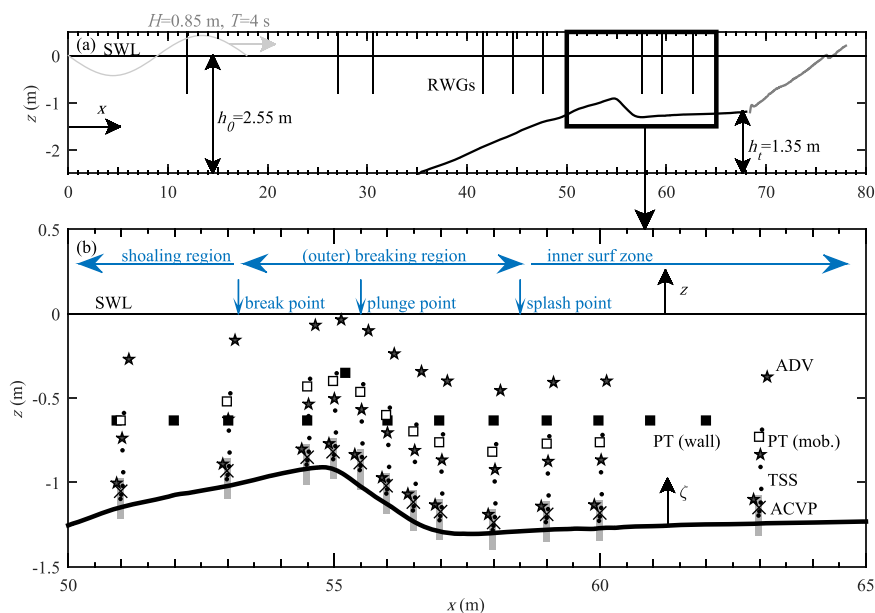 H=0.85 m, T=4 s
(a)
SWL
0
-1
-2
z (m)
RWGs
x
h0=2.55 m
ht=1.35 m
0 10 20 30 40 50 60 70 80
0.5
(b)
shoaling region
(outer) breaking region
inner surf zone
z
SWL
break point
plunge point
splash point
0
ADV
-0.5
z (m)
PT (wall)
PT (mob.)
TSS
-1
ζ
ACVP
-1.5
50 55 60 65
x (m)